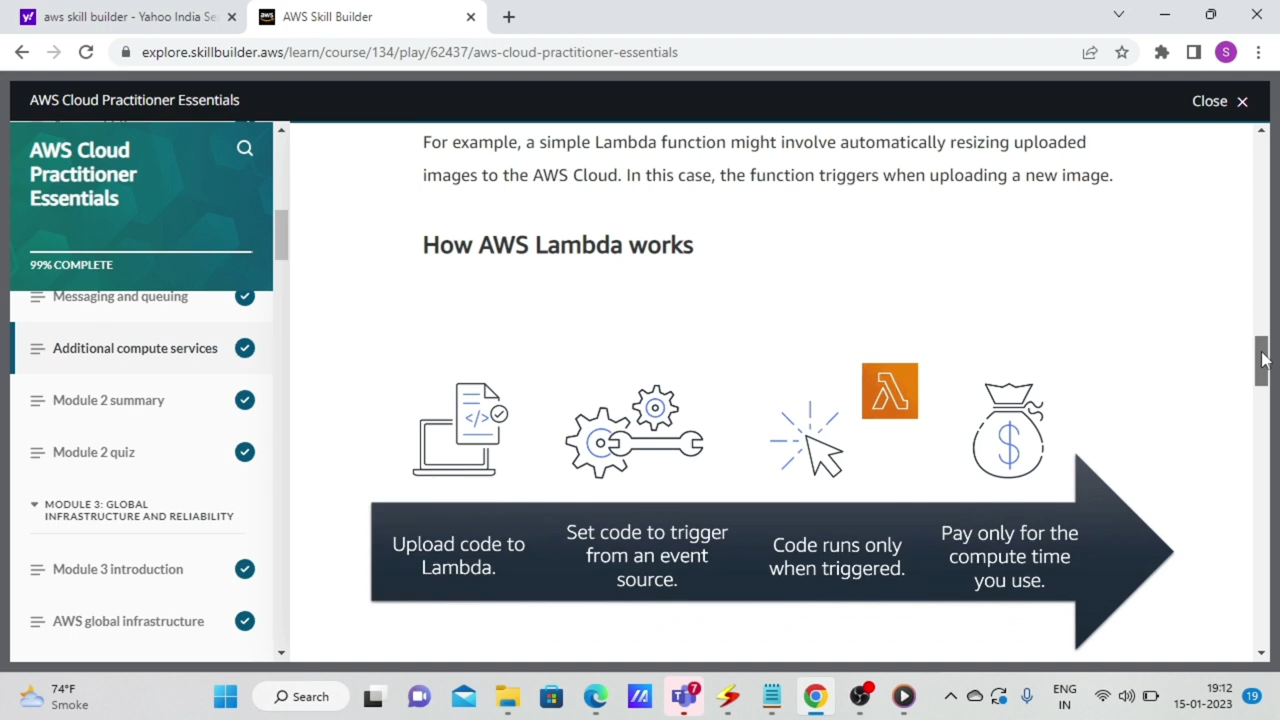 aws skill builder - Yahoo India Se
AWS Skill Builder
explore.skillbuilder.aws/learn/course/134/play/62437/aws-cloud-practitioner-essentials
S
AWS Cloud Practitioner Essentials
Close
AWS Cloud
Practitioner
Essentials
99% COMPLETE
Messaging and queuing
Additional compute services
Module 2 summary
Module 2 quiz
MODULE 3: GLOBAL
INFRASTRUCTURE AND RELIABILITY
Module 3 introduction
AWS global infrastructure
For example, a simple Lambda function might involve automatically resizing uploaded
images to the AWS Cloud. In this case, the function triggers when uploading a new image.
How AWS Lambda works
Upload code to
Lambda.
Set code to trigger
from an event
source.
Code runs only
when triggered.
Pay only for the
compute time
you use.
74°F
Smoke
Search
7
ENG
IN
19:12
15-01-2023
19